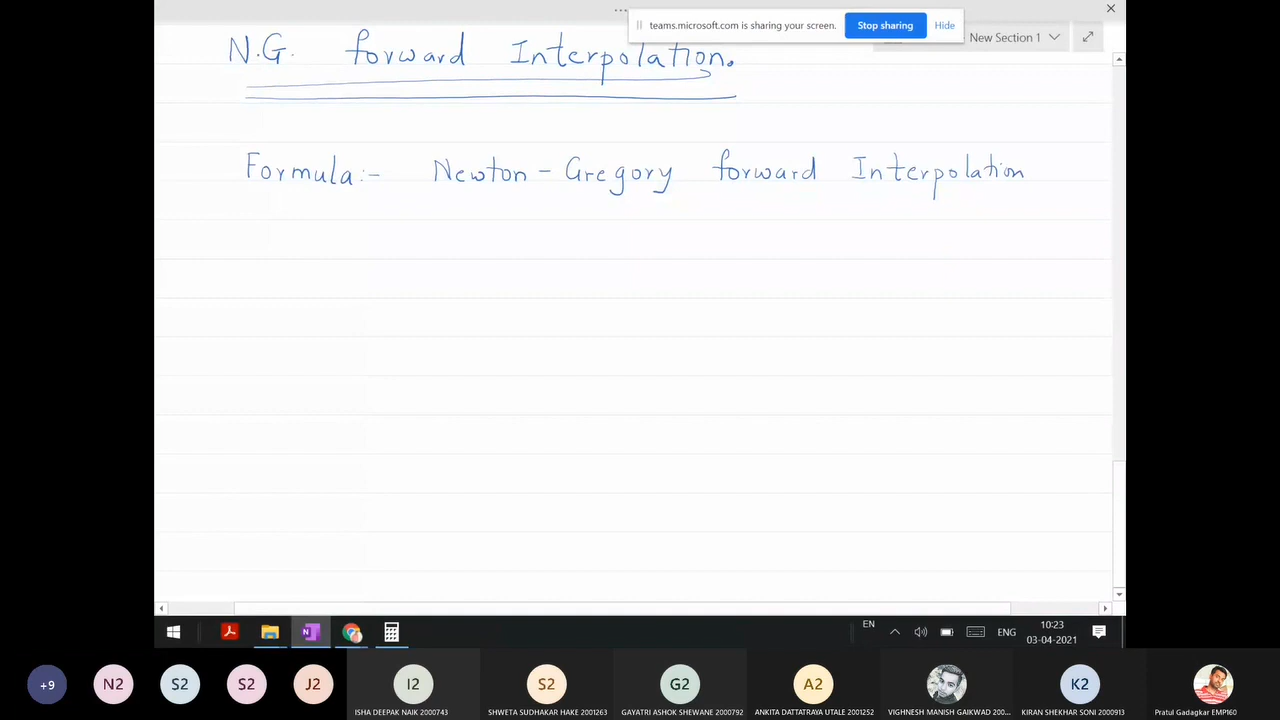 teams.microsoft.com is sharing your screen. Stop sharing Hide
New Section 1
N.G. forward Interpolation.
Formula:- Newton-Gregory forward Interpolation
EN
ENG
10:23
03-04-2021
+9 N2 S2 S2 J2 I2 S2 G2 A2 K2
ISHA DEEPAK NAIK 2000743 SHWETA SUDHAKAR HAKE 2001263 GAYATRI ASHOK SHEWANE 2000792 ANKITA DATTATRAYA UTALE 2001252 VIGHNESH MANISH GAIKWAD 200... KIRAN SHEKHAR SONI 2000913 Pratul Gadagkar EMP160